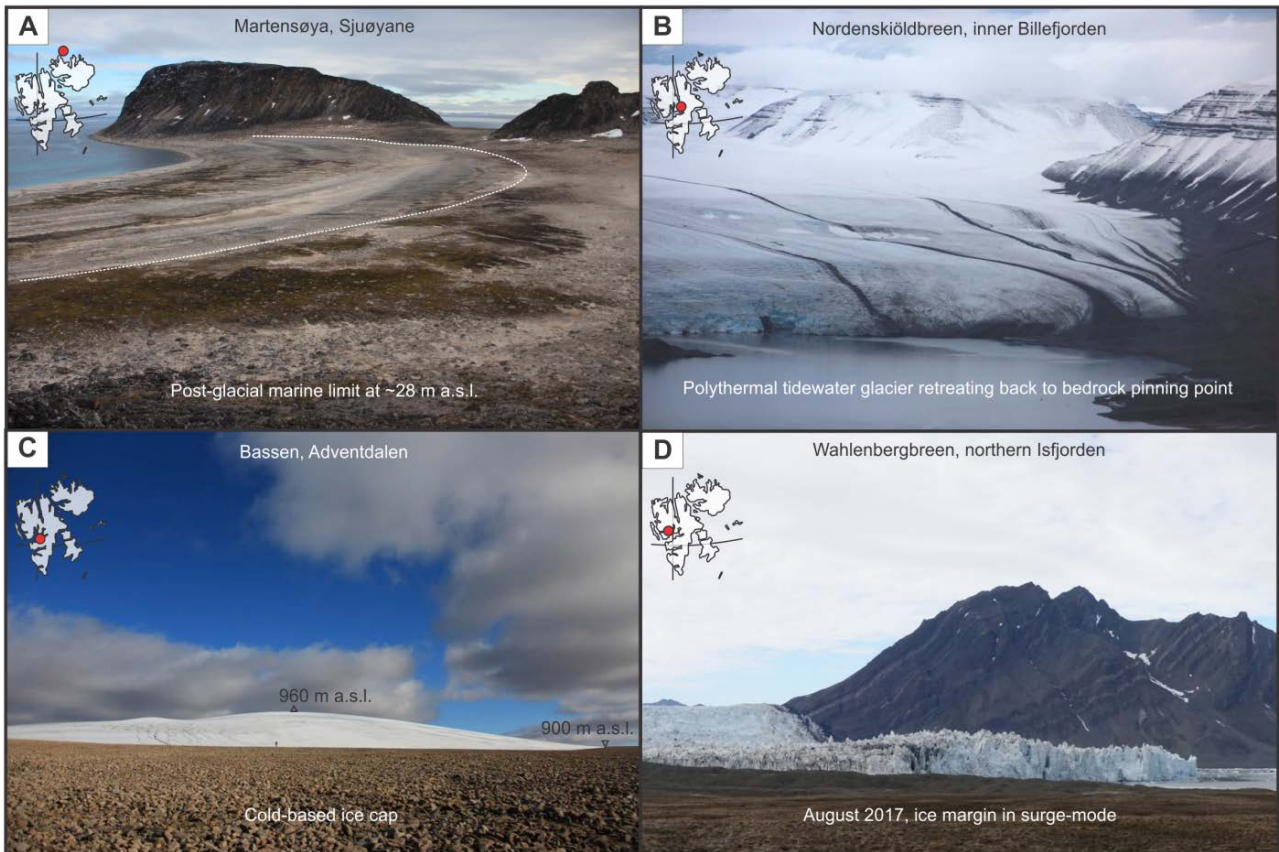 A
Martensøya, Sjuøyane
Post-glacial marine limit at ~28 m a.s.l.
B
Nordenskiöldbreen, inner Billefjorden
Polythermal tidewater glacier retreating back to bedrock pinning point
C
Bassen, Adventdalen
960 m a.s.l.
900 m a.s.l.
Cold-based ice cap
D
Wahlenbergbreen, northern Isfjorden
August 2017, ice margin in surge-mode